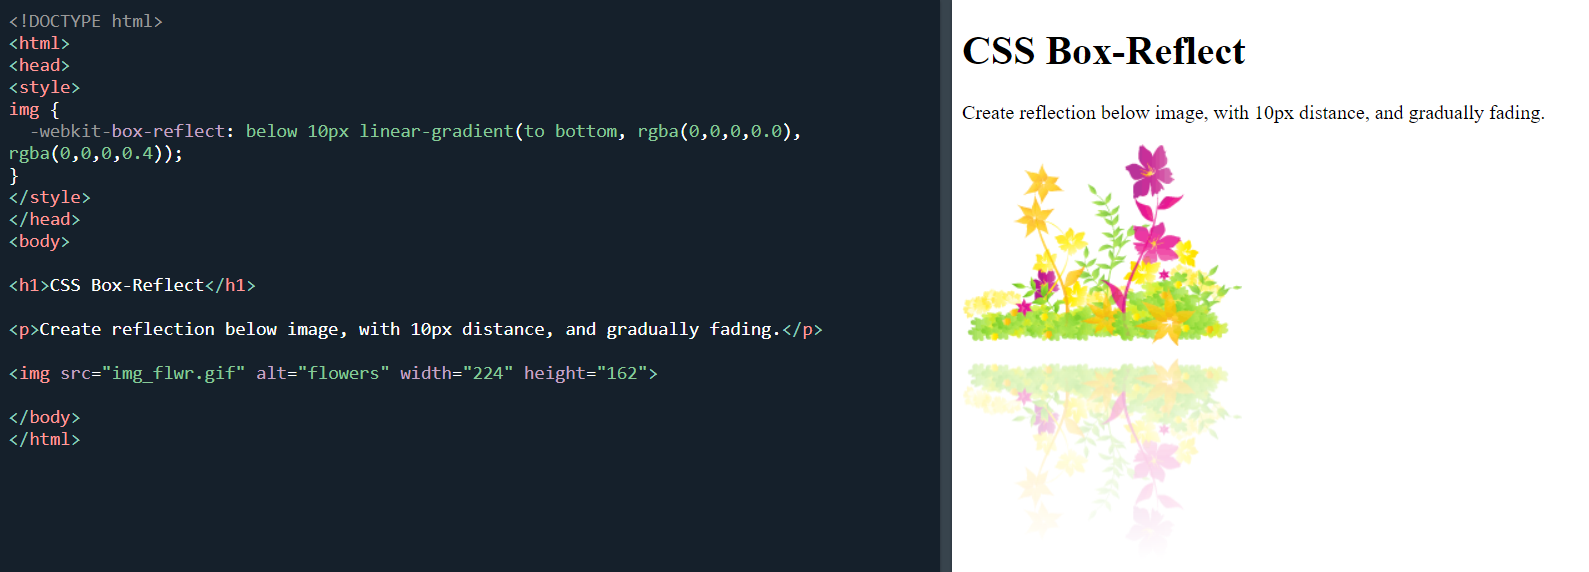 <!DOCTYPE html>
<html>
<head>
<style>
img {
  -webkit-box-reflect: below 10px linear-gradient(to bottom, rgba(0,0,0,0.0),
rgba(0,0,0,0.4));
}
</style>
</head>
<body>
<h1>CSS Box-Reflect</h1>
<p>Create reflection below image, with 10px distance, and gradually fading.</p>
<img src="img_flwr.gif" alt="flowers" width="224" height="162">
</body>
</html>
CSS Box-Reflect
Create reflection below image, with 10px distance, and gradually fading.